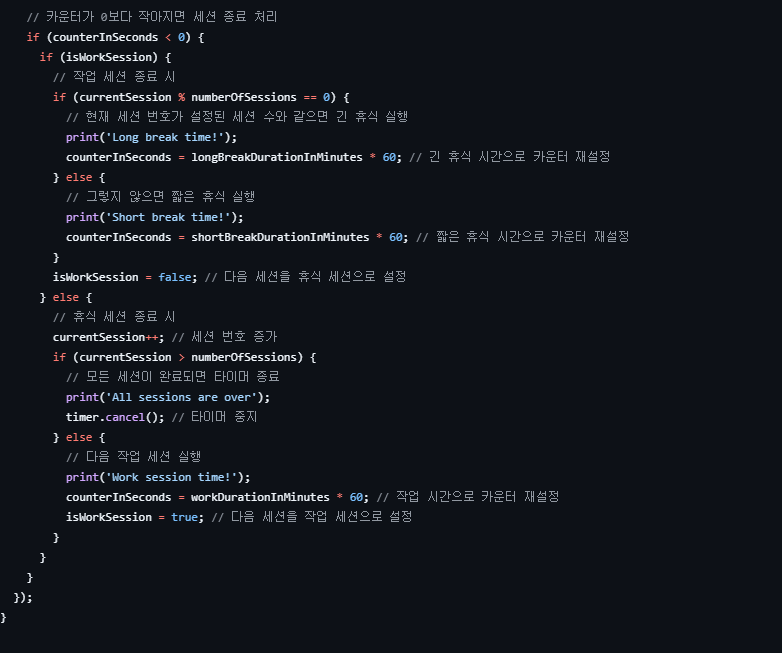 // 카운터가 0보다 작아지면 세션 종료 처리
if (counterInSeconds < 0) {
if (isWorkSession) {
// 작업 세션 종료 시
if (currentSession % numberOfSessions == 0) {
// 현재 세션 번호가 설정된 세션 수와 같으면 긴 휴식 실행
print('Long break time!');
counterInSeconds = longBreakDurationInMinutes * 60; // 긴 휴식 시간으로 카운터 재설정
} else {
// 그렇지 않으면 짧은 휴식 실행
print('Short break time!');
counterInSeconds = shortBreakDurationInMinutes * 60; // 짧은 휴식 시간으로 카운터 재설정
}
isWorkSession = false; // 다음 세션을 휴식 세션으로 설정
} else {
// 휴식 세션 종료 시
currentSession++; // 세션 번호 증가
if (currentSession > numberOfSessions) {
// 모든 세션이 완료되면 타이머 종료
print('All sessions are over');
timer.cancel(); // 타이머 중지
} else {
// 다음 작업 세션 실행
print('Work session time!');
counterInSeconds = workDurationInMinutes * 60; // 작업 시간으로 카운터 재설정
isWorkSession = true; // 다음 세션을 작업 세션으로 설정
}
}
}
});
}